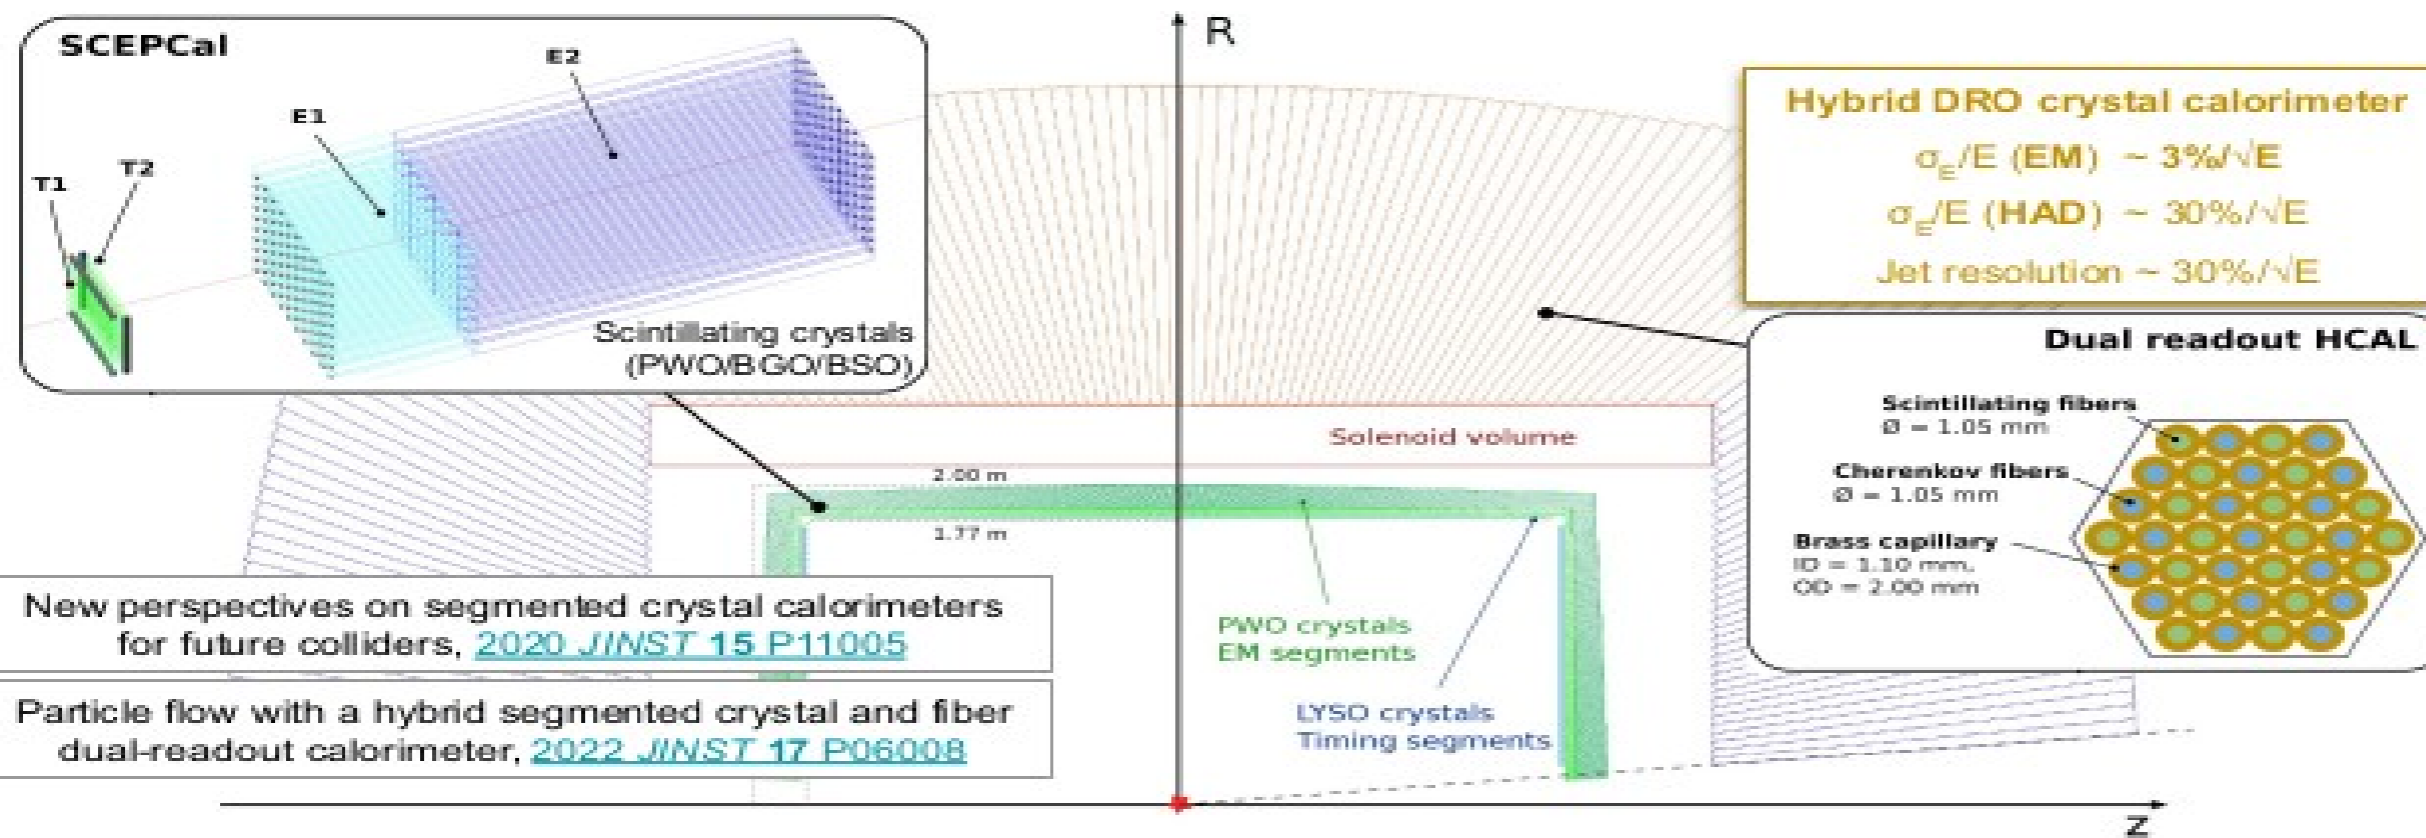 SCEPCal
E2
E1
T2
T1
Scintillating crystals
(PWO/BGO/BSO)
R
Hybrid DRO crystal calorimeter
σE/E (EM) ~ 3%/√E
σE/E (HAD) ~ 30%/√E
Jet resolution ~ 30%/√E
Dual readout HCAL
Scintillating fibers
Ø = 1.05 mm
Cherenkov fibers
Ø = 1.05 mm
Brass capillary
ID = 1.10 mm,
OD = 2.00 mm
Solenoid volume
2.00 m
1.77 m
PWO crystals
EM segments
LYSO crystals
Timing segments
New perspectives on segmented crystal calorimeters
for future colliders, 2020 JINST 15 P11005
Particle flow with a hybrid segmented crystal and fiber
dual-readout calorimeter, 2022 JINST 17 P06008
z